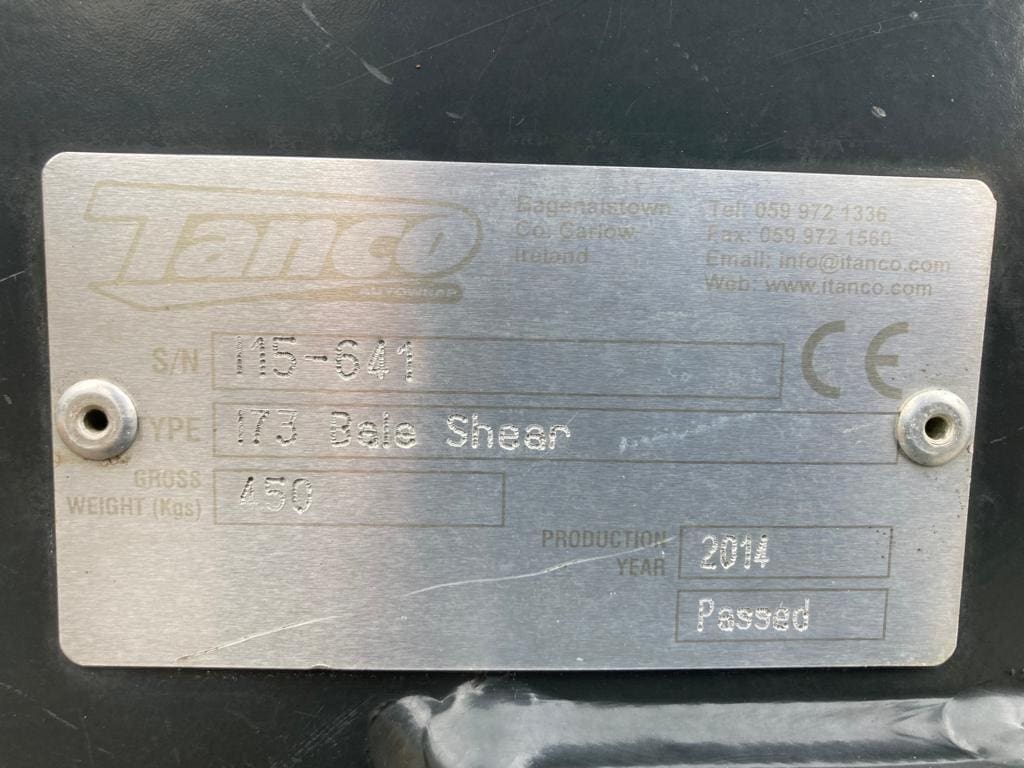 Tanco
AUTOWRAP
Bagenalstown
Co. Carlow
Ireland
Tel: 059 972 1336
Fax: 059 972 1560
Email: info@itanco.com
Web: www.itanco.com
S/N I15-641
CE
TYPE I73 Bale Shear
GROSS
WEIGHT (Kgs) 450
PRODUCTION
YEAR 2014
Passed